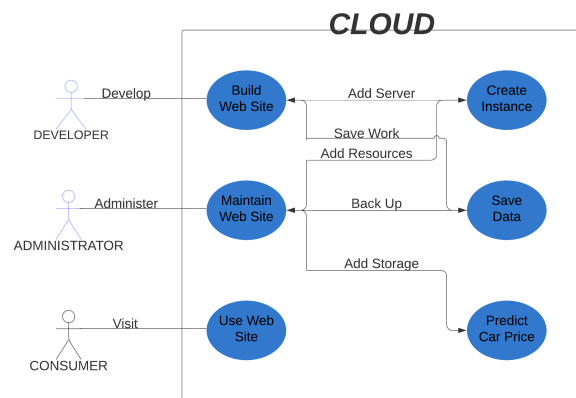 CLOUD
Develop
Build
Web Site
Add Server
Create
Instance
DEVELOPER
Save Work
Add Resources
Administer
Maintain
Web Site
Back Up
Save
Data
ADMINISTRATOR
Add Storage
Visit
Use Web
Site
Predict
Car Price
CONSUMER